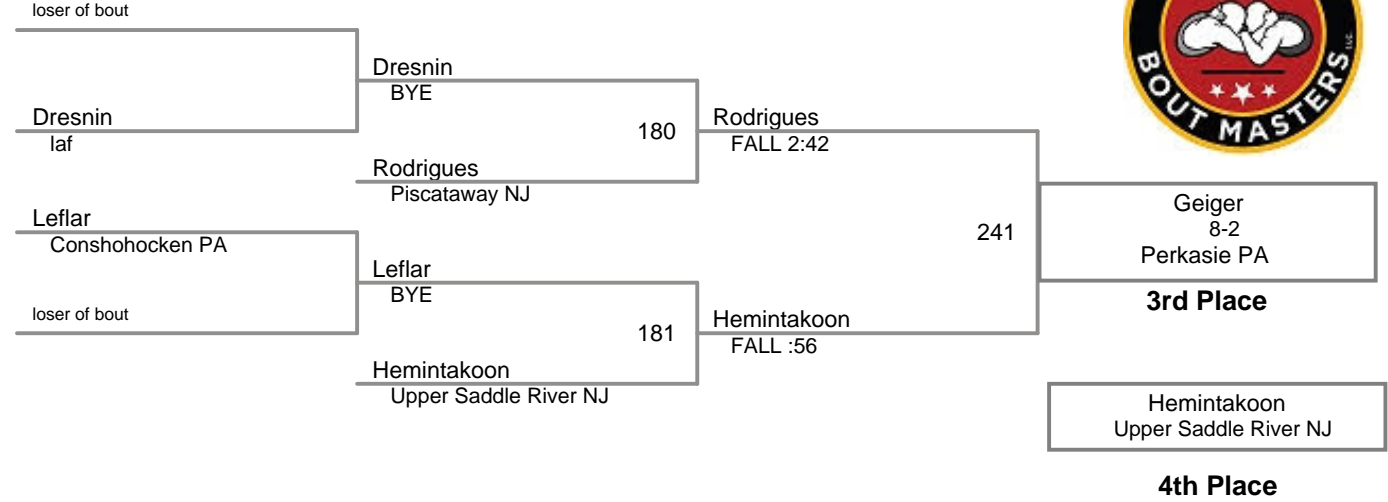 loser of bout
Dresnin
BYE
Dresnin
laf
180
Rodrigues
FALL 2:42
Rodrigues
Piscataway NJ
Leflar
Conshohocken PA
241
Geiger
8-2
Perkasie PA
3rd Place
Leflar
BYE
loser of bout
181
Hemintakoon
FALL :56
Hemintakoon
Upper Saddle River NJ
Hemintakoon
Upper Saddle River NJ
4th Place
BOUT MASTERS, LLC.